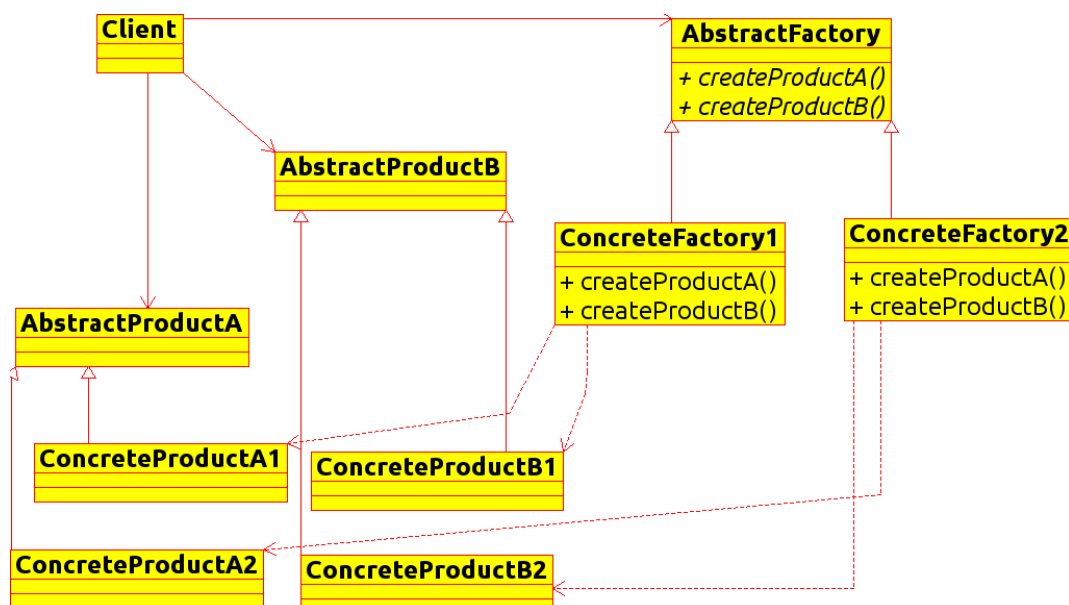 Client
AbstractFactory
+ createProductA()
+ createProductB()
AbstractProductB
ConcreteFactory1
+ createProductA()
+ createProductB()
ConcreteFactory2
+ createProductA()
+ createProductB()
AbstractProductA
ConcreteProductA1
ConcreteProductB1
ConcreteProductA2
ConcreteProductB2